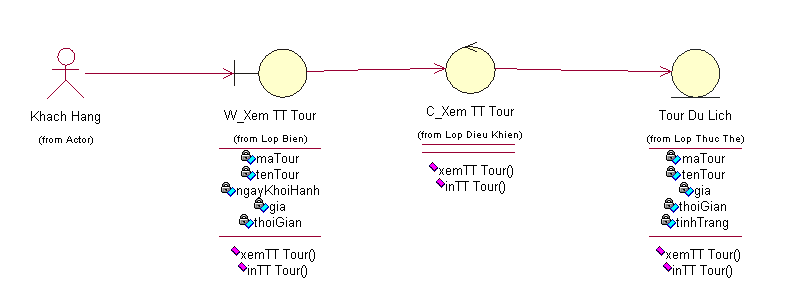 Khach Hang
(from Actor)
W_Xem TT Tour
(from Lop Bien)
maTour
tenTour
ngayKhoiHanh
gia
thoiGian
xemTT Tour()
inTT Tour()
C_Xem TT Tour
(from Lop Dieu Khien)
xemTT Tour()
inTT Tour()
Tour Du Lich
(from Lop Thuc The)
maTour
tenTour
gia
thoiGian
tinhTrang
xemTT Tour()
inTT Tour()